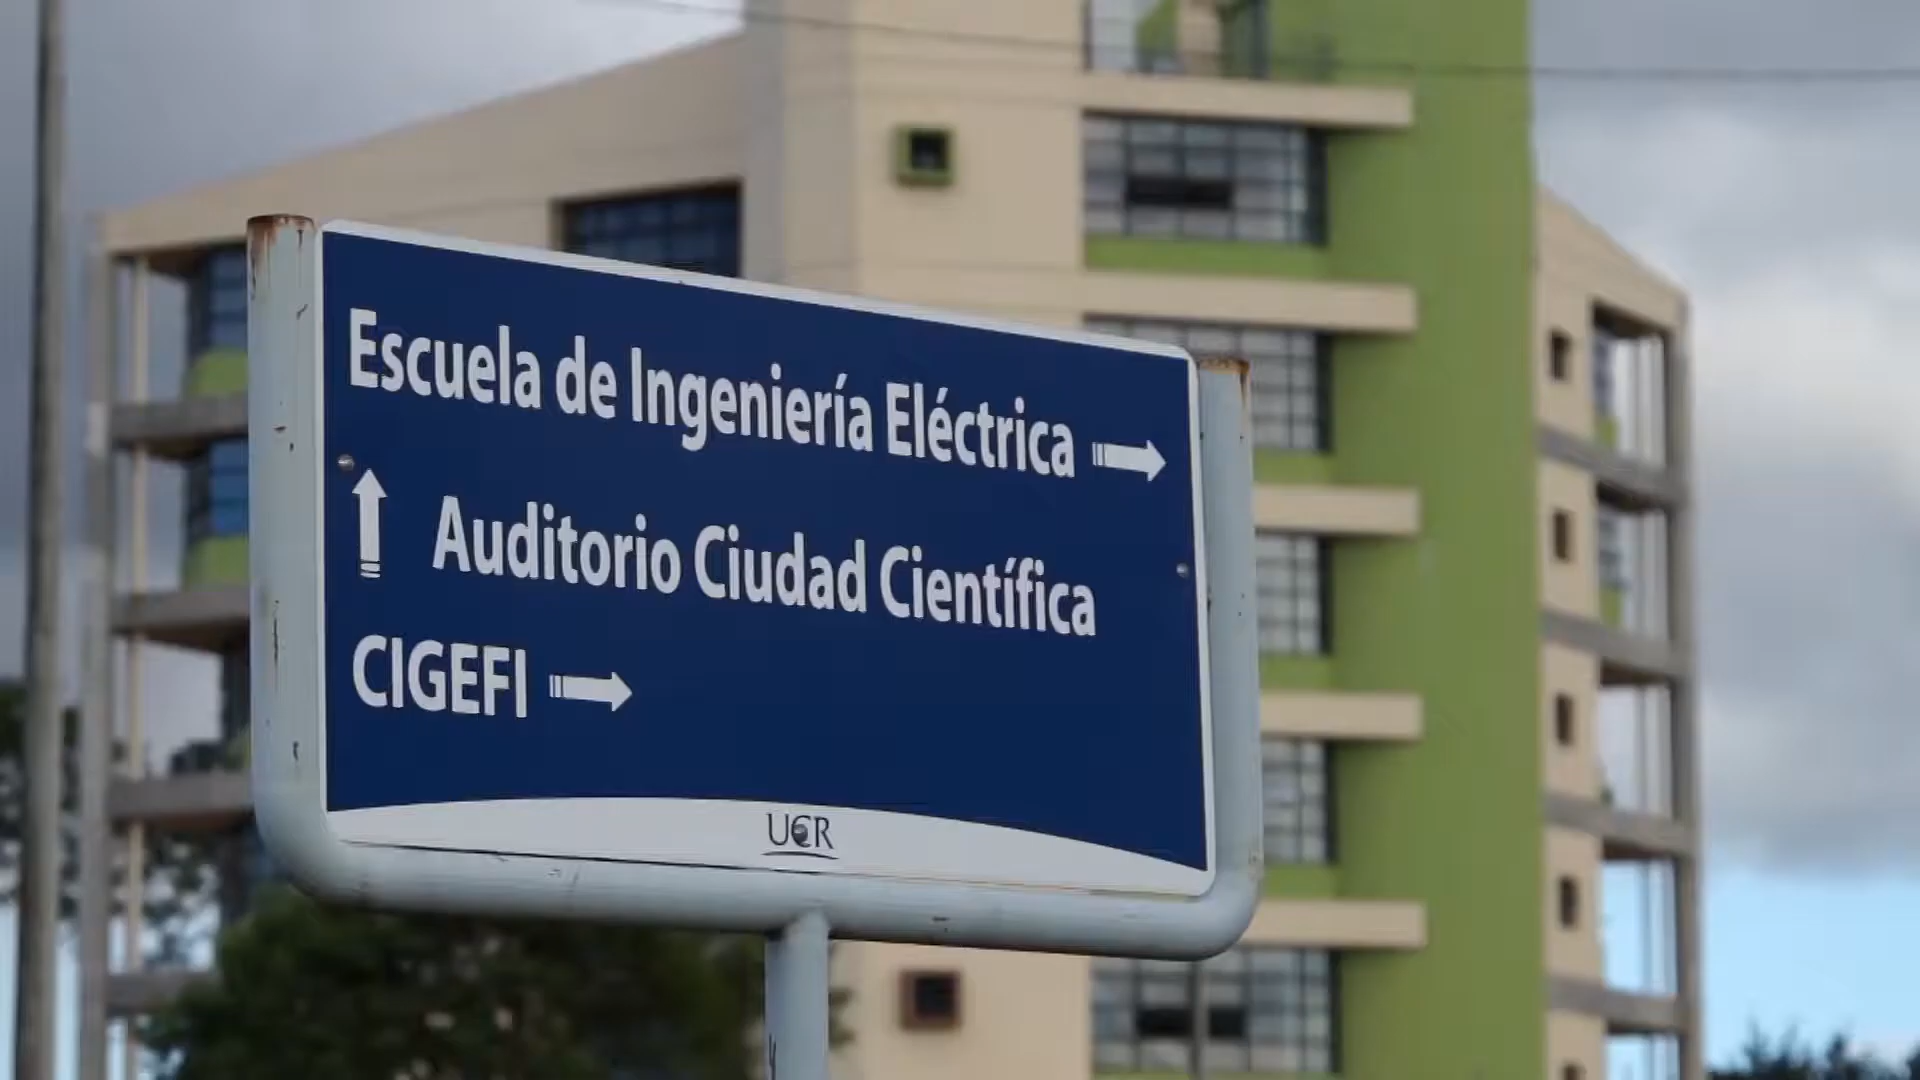 Escuela de Ingeniería Eléctrica
Auditorio Ciudad Científica
CIGEFI
UCR